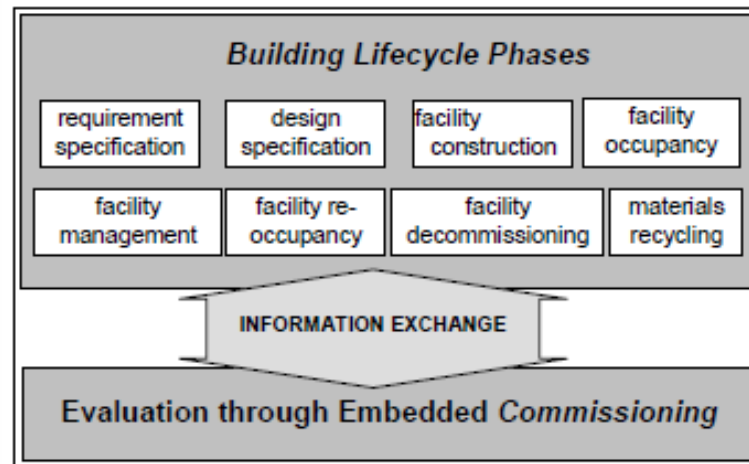 Building Lifecycle Phases
requirement
specification
design
specification
facility
construction
facility
occupancy
facility
management
facility re-
occupancy
facility
decommissioning
materials
recycling
INFORMATION EXCHANGE
Evaluation through Embedded Commissioning